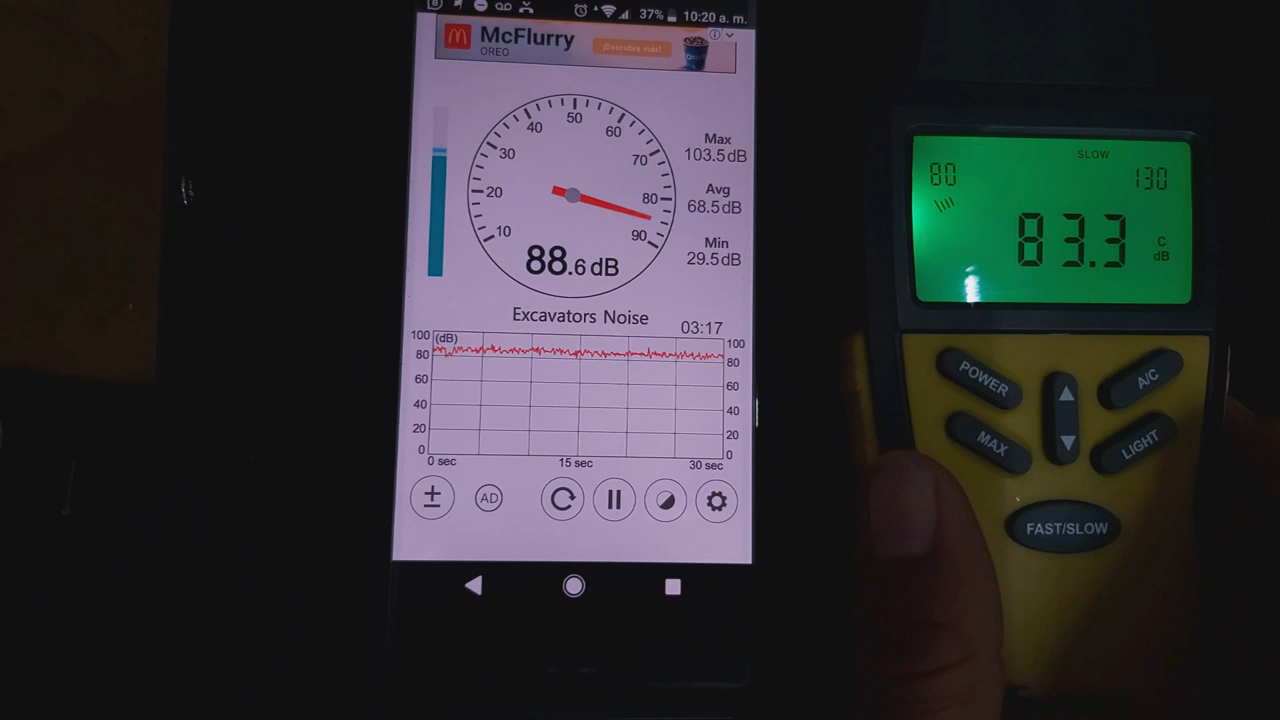 37% 10:20 a. m.
McFlurry
OREO
¡Descubre más!
10 20 30 40 50 60 70 80 90
88.6 dB
Max
103.5dB
Avg
68.5dB
Min
29.5dB
Excavators Noise
03:17
(dB)
100 100
80 80
60 60
40 40
20 20
0 0
0 sec 15 sec 30 sec
±
AD
SLOW
80 130
83.3 C dB
POWER
A/C
MAX
LIGHT
FAST/SLOW